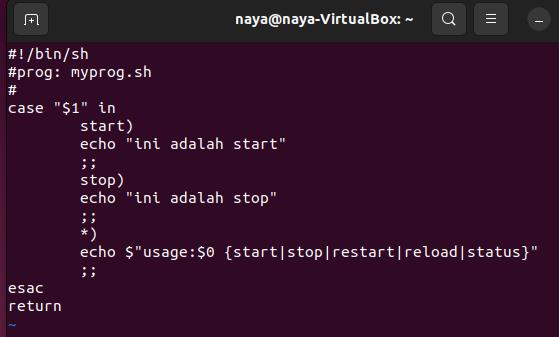 naya@naya-VirtualBox: ~
#!/bin/sh
#prog: myprog.sh
#
case "$1" in
        start)
        echo "ini adalah start"
        ;;
        stop)
        echo "ini adalah stop"
        ;;
        *)
        echo $"usage:$0 {start|stop|restart|reload|status}"
        ;;
esac
return
~